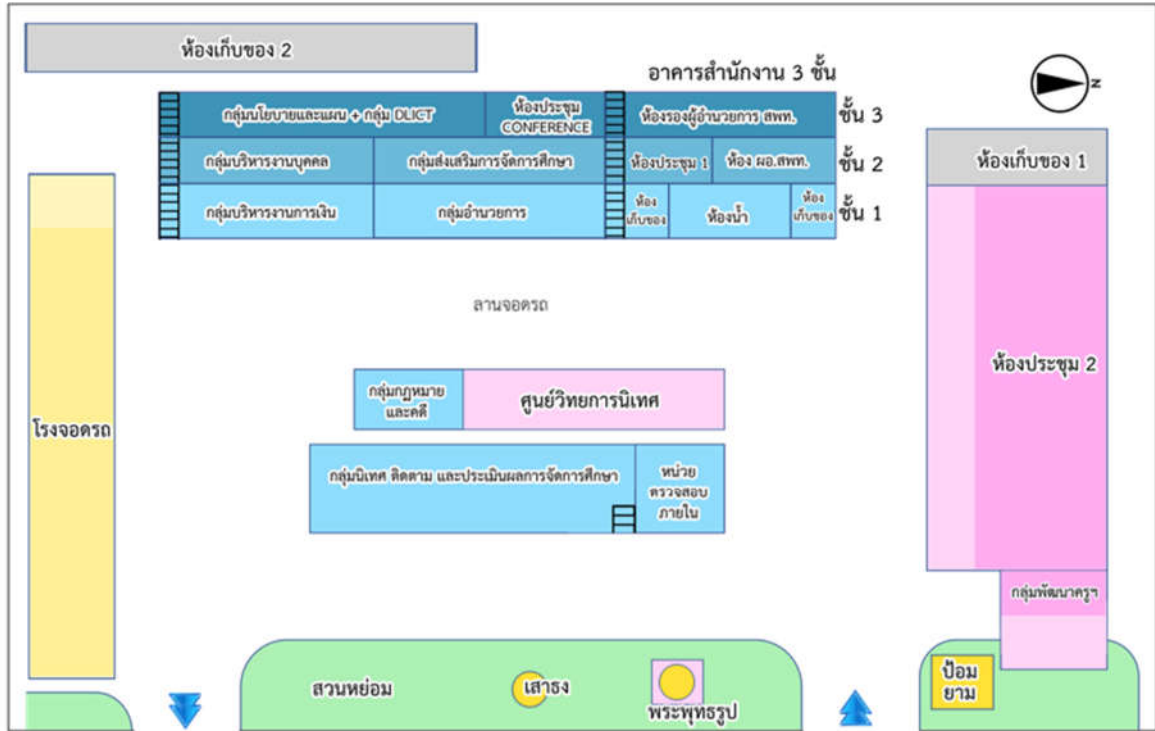 ห้องเก็บของ 2
อาคารสำนักงาน 3 ชั้น
N
กลุ่มนโยบายและแผน + กลุ่ม DLICT
ห้องประชุม
CONFERENCE
ห้องรองผู้อำนวยการ สพท.
ชั้น 3
กลุ่มบริหารงานบุคคล
กลุ่มส่งเสริมการจัดการศึกษา
ห้องประชุม 1
ห้อง ผอ.สพท.
ชั้น 2
ห้องเก็บของ 1
กลุ่มบริหารงานการเงิน
กลุ่มอำนวยการ
ห้อง
เก็บของ
ห้องน้ำ
ห้อง
เก็บของ
ชั้น 1
ลานจอดรถ
ห้องประชุม 2
กลุ่มกฎหมาย
และคดี
ศูนย์วิทยการนิเทศ
โรงจอดรถ
กลุ่มนิเทศ ติดตาม และประเมินผลการจัดการศึกษา
หน่วย
ตรวจสอบ
ภายใน
กลุ่มพัฒนาครูฯ
สวนหย่อม
เสาธง
พระพุทธรูป
ป้อม
ยาม